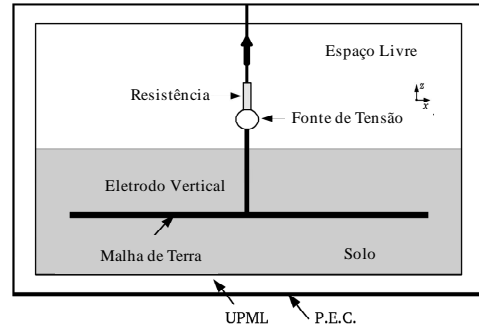 Espaço Livre
z
x
Resistência
Fonte de Tensão
Eletrodo Vertical
Malha de Terra
Solo
UPML
P.E.C.